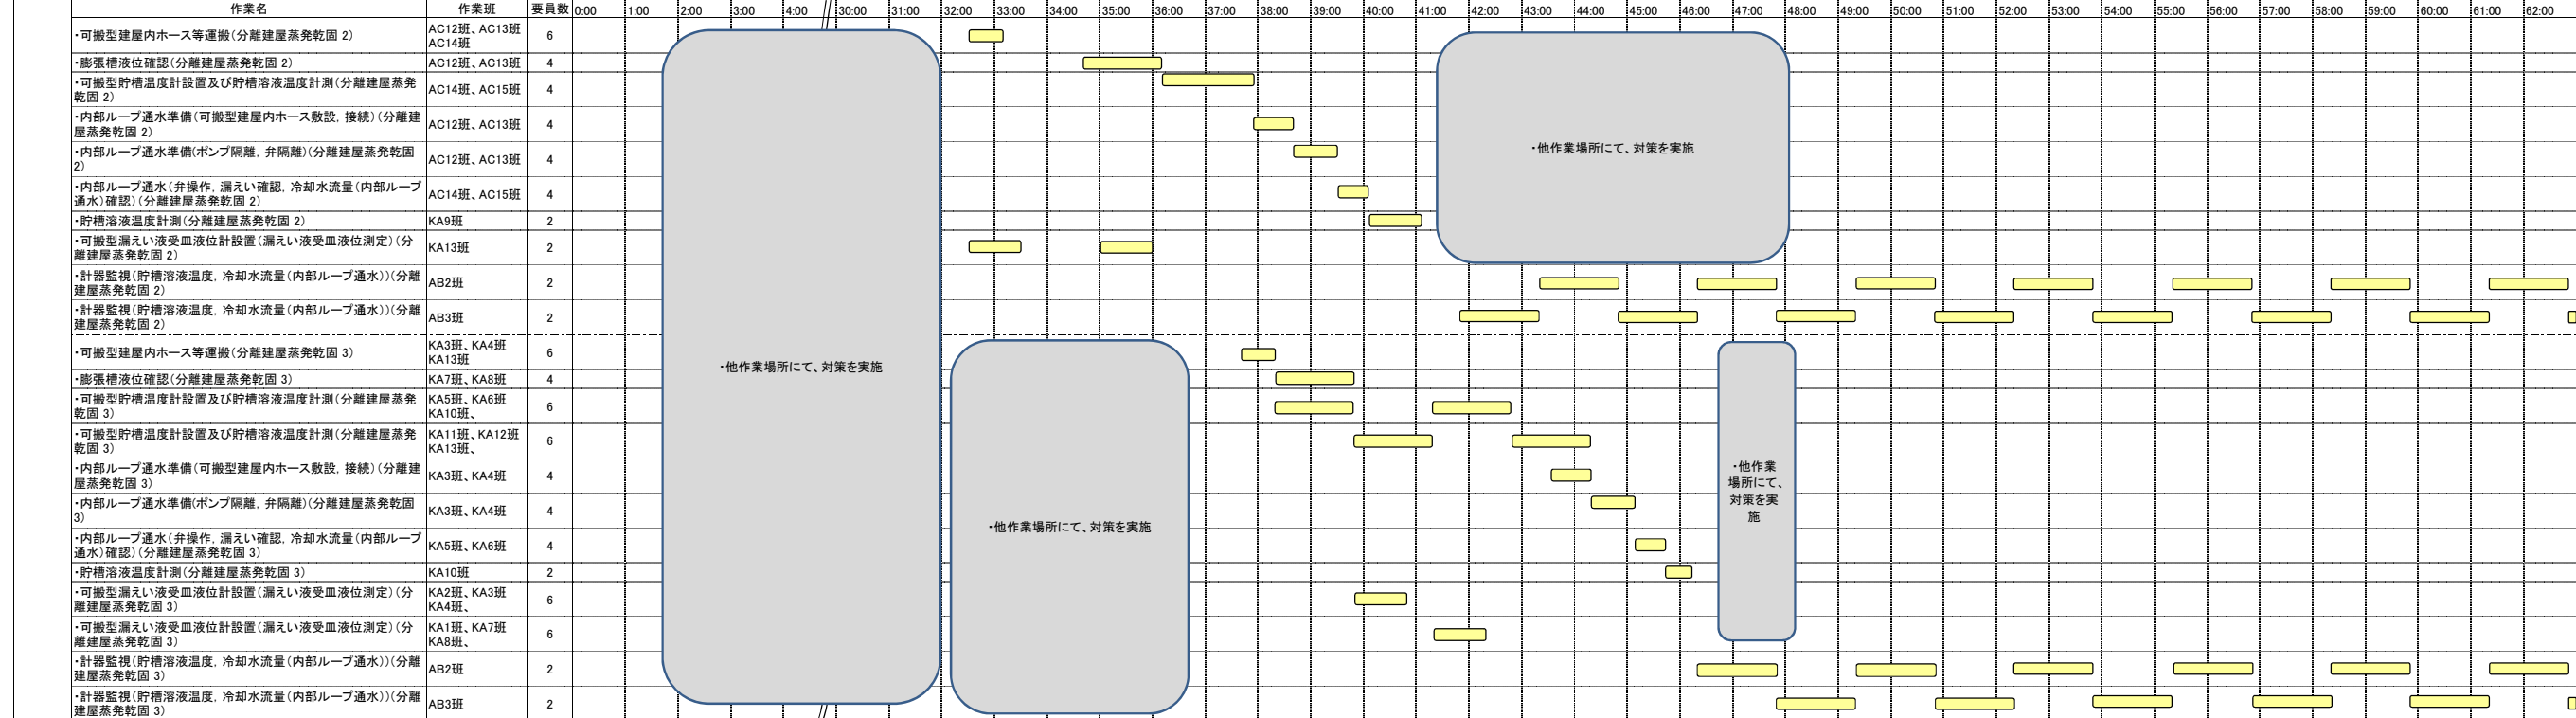 作業名 作業班 要員数 0:00 1:00 2:00 3:00 4:00 30:00 31:00 32:00 33:00 34:00 35:00 36:00 37:00 38:00 39:00 40:00 41:00 42:00 43:00 44:00 45:00 46:00 47:00 48:00 49:00 50:00 51:00 52:00 53:00 54:00 55:00 56:00 57:00 58:00 59:00 60:00 61:00 62:00
・可搬型建屋内ホース等運搬（分離建屋蒸発乾固 2） AC12班、AC13班 6
AC14班
・膨張槽液位確認（分離建屋蒸発乾固 2） AC12班、AC13班 4
・可搬型貯槽温度計設置及び貯槽溶液温度計測（分離建屋蒸発 AC14班、AC15班 4
乾固 2）
・内部ループ通水準備（可搬型建屋内ホース敷設，接続）（分離建 AC12班、AC13班 4
屋蒸発乾固 2）
・内部ループ通水準備（ポンプ隔離，弁隔離）（分離建屋蒸発乾固 AC12班、AC13班 4
2）
・内部ループ通水（弁操作，漏えい確認，冷却水流量（内部ループ AC14班、AC15班 4
通水）確認）（分離建屋蒸発乾固 2）
・貯槽溶液温度計測（分離建屋蒸発乾固 2） KA9班 2
・可搬型漏えい液受皿液位計設置（漏えい液受皿液位測定）（分 KA13班 2
離建屋蒸発乾固 2）
・計器監視（貯槽溶液温度，冷却水流量（内部ループ通水））（分離 AB2班 2
建屋蒸発乾固 2）
・計器監視（貯槽溶液温度，冷却水流量（内部ループ通水））（分離 AB3班 2
建屋蒸発乾固 2）
・可搬型建屋内ホース等運搬（分離建屋蒸発乾固 3） KA3班、KA4班 6
KA13班
・膨張槽液位確認（分離建屋蒸発乾固 3） KA7班、KA8班 4
・可搬型貯槽温度計設置及び貯槽溶液温度計測（分離建屋蒸発 KA5班、KA6班 6
乾固 3） KA10班、
・可搬型貯槽温度計設置及び貯槽溶液温度計測（分離建屋蒸発 KA11班、KA12班 6
乾固 3） KA13班、
・内部ループ通水準備（可搬型建屋内ホース敷設，接続）（分離建 KA3班、KA4班 4
屋蒸発乾固 3）
・内部ループ通水準備（ポンプ隔離，弁隔離）（分離建屋蒸発乾固 KA3班、KA4班 4
3）
・内部ループ通水（弁操作，漏えい確認，冷却水流量（内部ループ KA5班、KA6班 4
通水）確認）（分離建屋蒸発乾固 3）
・貯槽溶液温度計測（分離建屋蒸発乾固 3） KA10班 2
・可搬型漏えい液受皿液位計設置（漏えい液受皿液位測定）（分 KA2班、KA3班 6
離建屋蒸発乾固 3） KA4班、
・可搬型漏えい液受皿液位計設置（漏えい液受皿液位測定）（分 KA1班、KA7班 6
離建屋蒸発乾固 3） KA8班、
・計器監視（貯槽溶液温度，冷却水流量（内部ループ通水））（分離 AB2班 2
建屋蒸発乾固 3）
・計器監視（貯槽溶液温度，冷却水流量（内部ループ通水））（分離 AB3班 2
建屋蒸発乾固 3）
・他作業場所にて、対策を実施
・他作業場所にて、対策を実施
・他作業場所にて、対策を実施
・他作業
場所にて、
対策を実
施